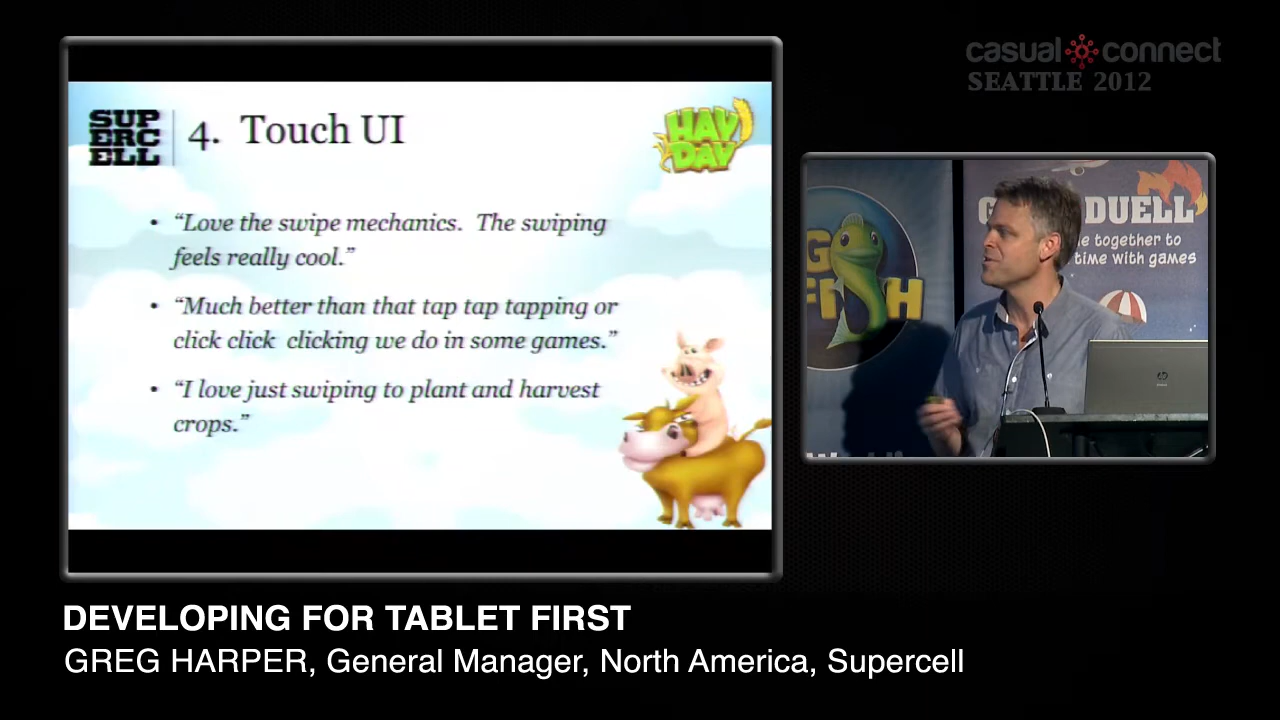 casual connect
SEATTLE 2012
SUP
ERC
ELL
4. Touch UI
HAY
DAY
• “Love the swipe mechanics. The swiping
feels really cool.”
• “Much better than that tap tap tapping or
click click clicking we do in some games.”
• “I love just swiping to plant and harvest
crops.”
G
FISH
G DUELL
e together to
time with games
hp
DEVELOPING FOR TABLET FIRST
GREG HARPER, General Manager, North America, Supercell